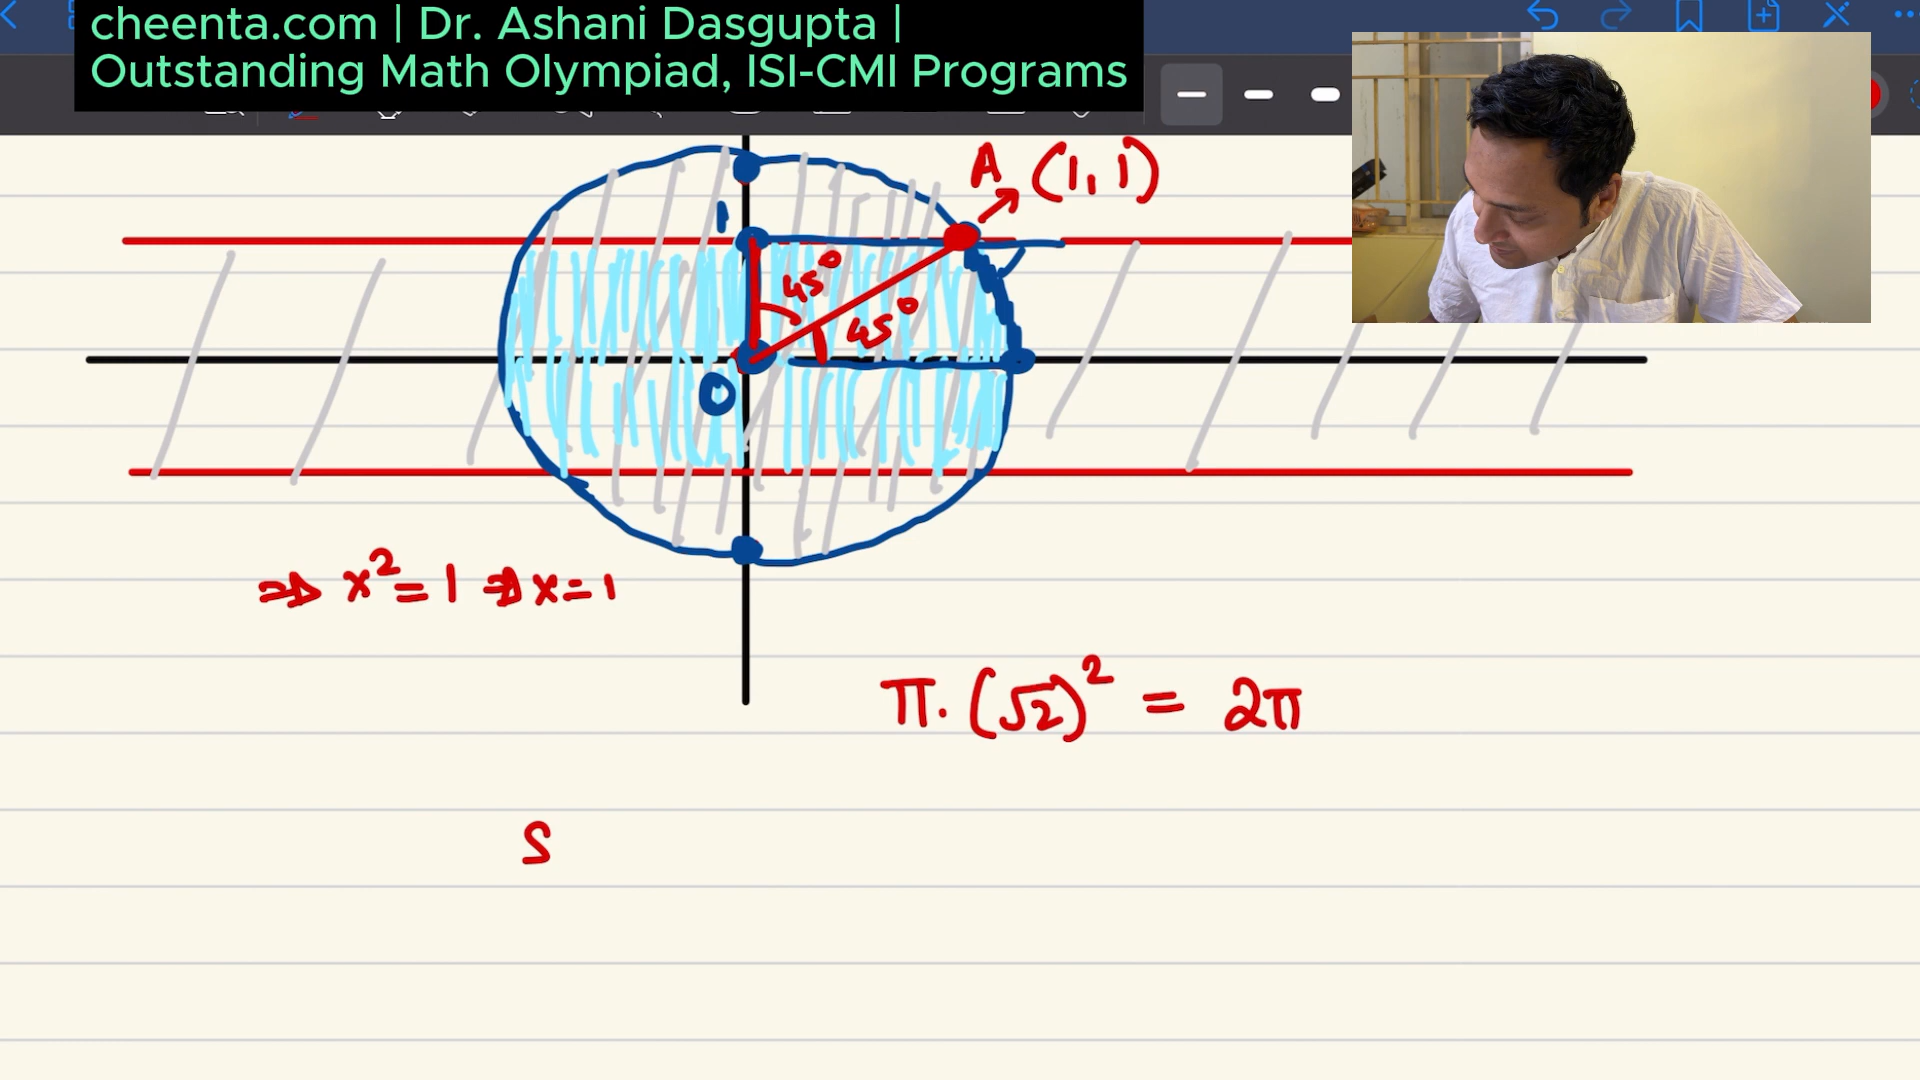 cheenta.com | Dr. Ashani Dasgupta |
Outstanding Math Olympiad, ISI-CMI Programs
A (1, 1)
1
45°
45°
O
⇒ x² = 1 ⇒ x = 1
π · (√2)² = 2π
S